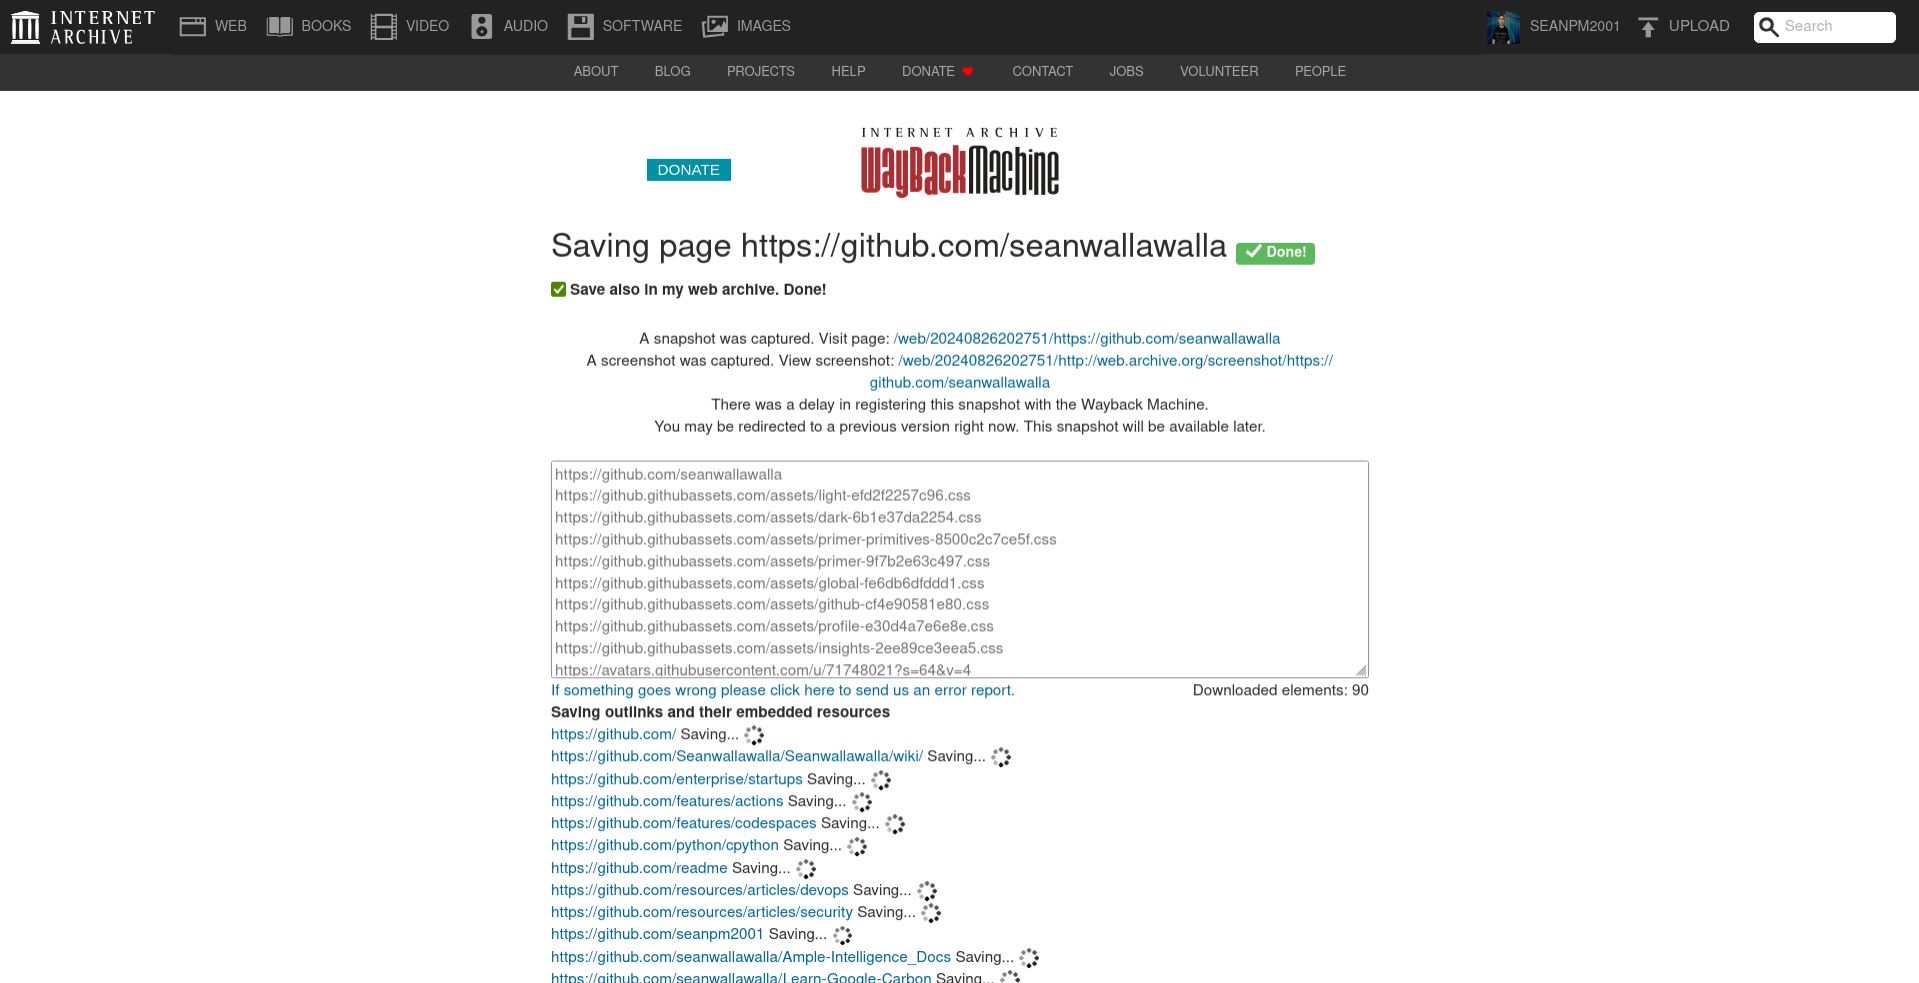 INTERNET ARCHIVE
WEB BOOKS VIDEO AUDIO SOFTWARE IMAGES SEANPM2001 UPLOAD Search
ABOUT BLOG PROJECTS HELP DONATE CONTACT JOBS VOLUNTEER PEOPLE
INTERNET ARCHIVE
WayBackMachine
DONATE
Saving page https://github.com/seanwallawalla Done!
Save also in my web archive. Done!
A snapshot was captured. Visit page: /web/20240826202751/https://github.com/seanwallawalla
A screenshot was captured. View screenshot: /web/20240826202751/http://web.archive.org/screenshot/https://
github.com/seanwallawalla
There was a delay in registering this snapshot with the Wayback Machine.
You may be redirected to a previous version right now. This snapshot will be available later.
https://github.com/seanwallawalla
https://github.githubassets.com/assets/light-efd2f2257c96.css
https://github.githubassets.com/assets/dark-6b1e37da2254.css
https://github.githubassets.com/assets/primer-primitives-8500c2c7ce5f.css
https://github.githubassets.com/assets/primer-9f7b2e63c497.css
https://github.githubassets.com/assets/global-fe6db6dfddd1.css
https://github.githubassets.com/assets/github-cf4e90581e80.css
https://github.githubassets.com/assets/profile-e30d4a7e6e8e.css
https://github.githubassets.com/assets/insights-2ee89ce3eea5.css
https://avatars.githubusercontent.com/u/71748021?s=64&v=4
If something goes wrong please click here to send us an error report. Downloaded elements: 90
Saving outlinks and their embedded resources
https://github.com/ Saving...
https://github.com/Seanwallawalla/Seanwallawalla/wiki/ Saving...
https://github.com/enterprise/startups Saving...
https://github.com/features/actions Saving...
https://github.com/features/codespaces Saving...
https://github.com/python/cpython Saving...
https://github.com/readme Saving...
https://github.com/resources/articles/devops Saving...
https://github.com/resources/articles/security Saving...
https://github.com/seanpm2001 Saving...
https://github.com/seanwallawalla/Ample-Intelligence_Docs Saving...
https://github.com/seanwallawalla/Learn-Google-Carbon Saving...